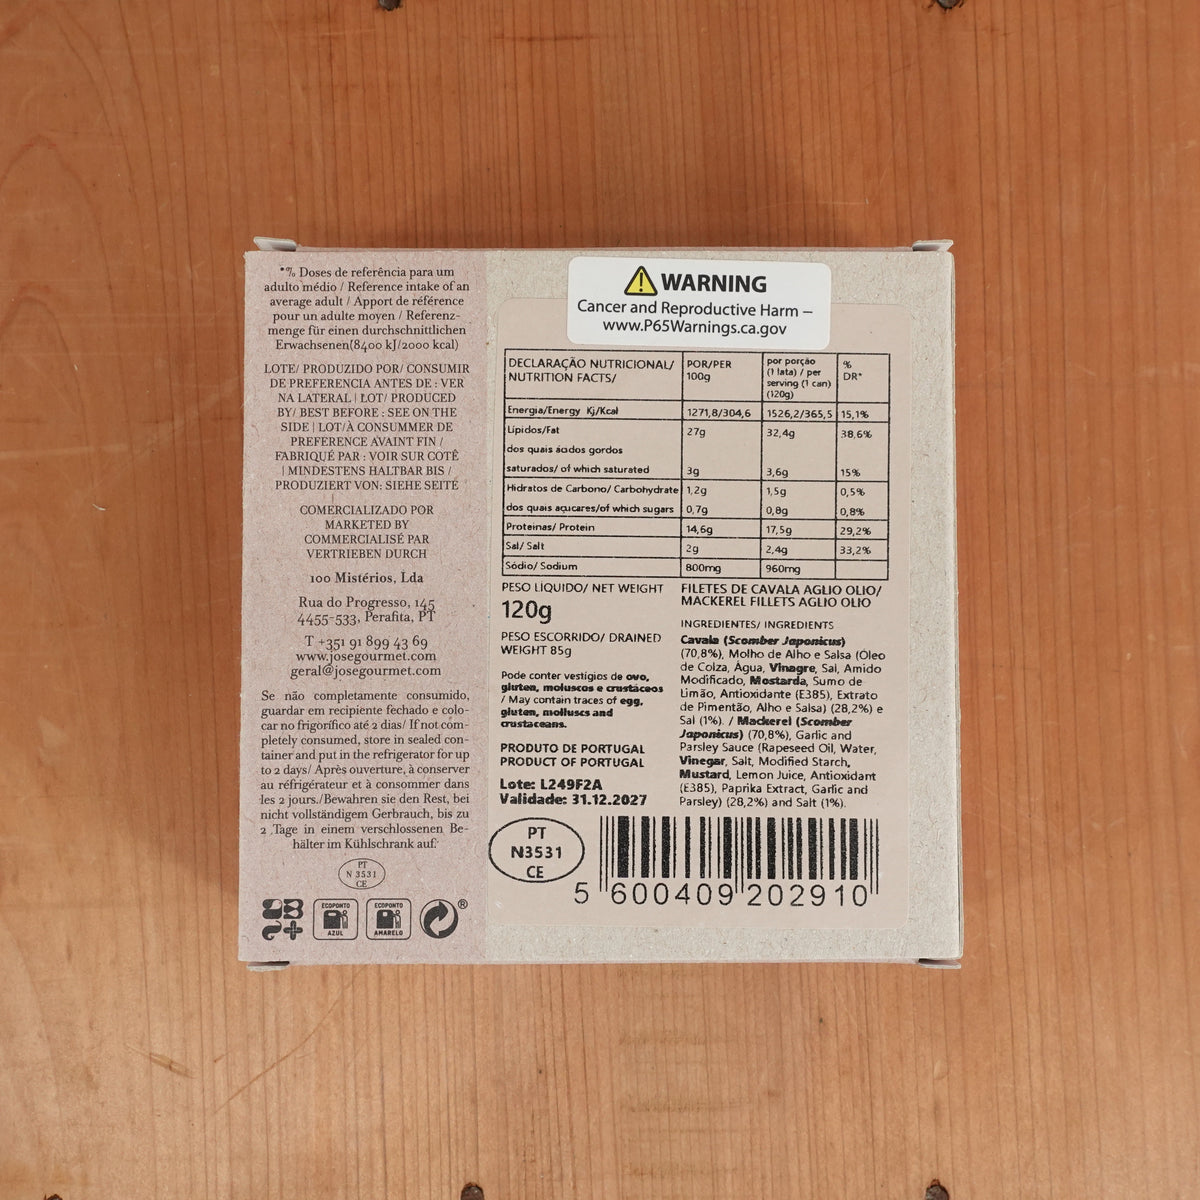 *% Doses de referência para um
adulto médio / Reference intake of an
average adult / Apport de référence
pour un adulte moyen / Referenz-
menge für einen durchschnittlichen
Erwachsenen(8400 kJ/2000 kcal)
LOTE/ PRODUZIDO POR/ CONSUMIR
DE PREFERENCIA ANTES DE : VER
NA LATERAL | LOT/ PRODUCED
BY/ BEST BEFORE : SEE ON THE
SIDE | LOT/À CONSUMMER DE
PREFERENCE AVAINT FIN /
FABRIQUÉ PAR : VOIR SUR COTÊ
| MINDESTENS HALTBAR BIS /
PRODUZIERT VON: SIEHE SEITE
COMERCIALIZADO POR
MARKETED BY
COMMERCIALISÉ PAR
VERTRIEBEN DURCH
100 Mistérios, Lda
Rua do Progresso, 145
4455-533, Perafita, PT
T +351 91 899 43 69
www.josegourmet.com
geral@josegourmet.com
Se não completamente consumido,
guardar em recipiente fechado e colo-
car no frigorífico até 2 dias/ If not com-
pletely consumed, store in sealed con-
tainer and put in the refrigerator for up
to 2 days/ Après ouverture, à conserver
au réfrigérateur et à consommer dans
les 2 jours./Bewahren sie den Rest, bei
nicht vollständigem Gerbrauch, bis zu
2 Tage in einem verschlossenen Be-
hälter im Kühlschrank auf.
PT
N 3531
CE
ECOPONTO
AZUL
ECOPONTO
AMARELO
®
WARNING
Cancer and Reproductive Harm –
www.P65Warnings.ca.gov
DECLARAÇÃO NUTRICIONAL/ NUTRITION FACTS/ POR/PER 100g por porção (1 lata) / per serving (1 can) (120g) % DR*
Energia/Energy Kj/Kcal 1271,8/304,6 1526,2/365,5 15,1%
Lípidos/Fat 27g 32,4g 38,6%
dos quais ácidos gordos
saturados/ of which saturated 3g 3,6g 15%
Hidratos de Carbono/ Carbohydrate 1,2g 1,5g 0,5%
dos quais açucares/of which sugars 0,7g 0,8g 0,8%
Proteinas/ Protein 14,6g 17,5g 29,2%
Sal/ Salt 2g 2,4g 33,2%
Sódio/ Sodium 800mg 960mg
PESO LÍQUIDO/ NET WEIGHT
120g
PESO ESCORRIDO/ DRAINED
WEIGHT 85g
Pode conter vestígios de ovo,
gluten, moluscos e crustáceos
/ May contain traces of egg,
gluten, molluscs and
crustaceans.
PRODUTO DE PORTUGAL
PRODUCT OF PORTUGAL
Lote: L249F2A
Validade: 31.12.2027
PT
N3531
CE
FILETES DE CAVALA AGLIO OLIO/
MACKEREL FILLETS AGLIO OLIO
INGREDIENTES/ INGREDIENTS
Cavala (Scomber Japonicus)
(70,8%), Molho de Alho e Salsa (Óleo
de Colza, Água, Vinagre, Sal, Amido
Modificado, Mostarda, Sumo de
Limão, Antioxidante (E385), Extrato
de Pimentão, Alho e Salsa) (28,2%) e
Sal (1%). / Mackerel (Scomber
Japonicus) (70,8%), Garlic and
Parsley Sauce (Rapeseed Oil, Water,
Vinegar, Salt, Modified Starch,
Mustard, Lemon Juice, Antioxidant
(E385), Paprika Extract, Garlic and
Parsley) (28,2%) and Salt (1%).
5 600409 202910